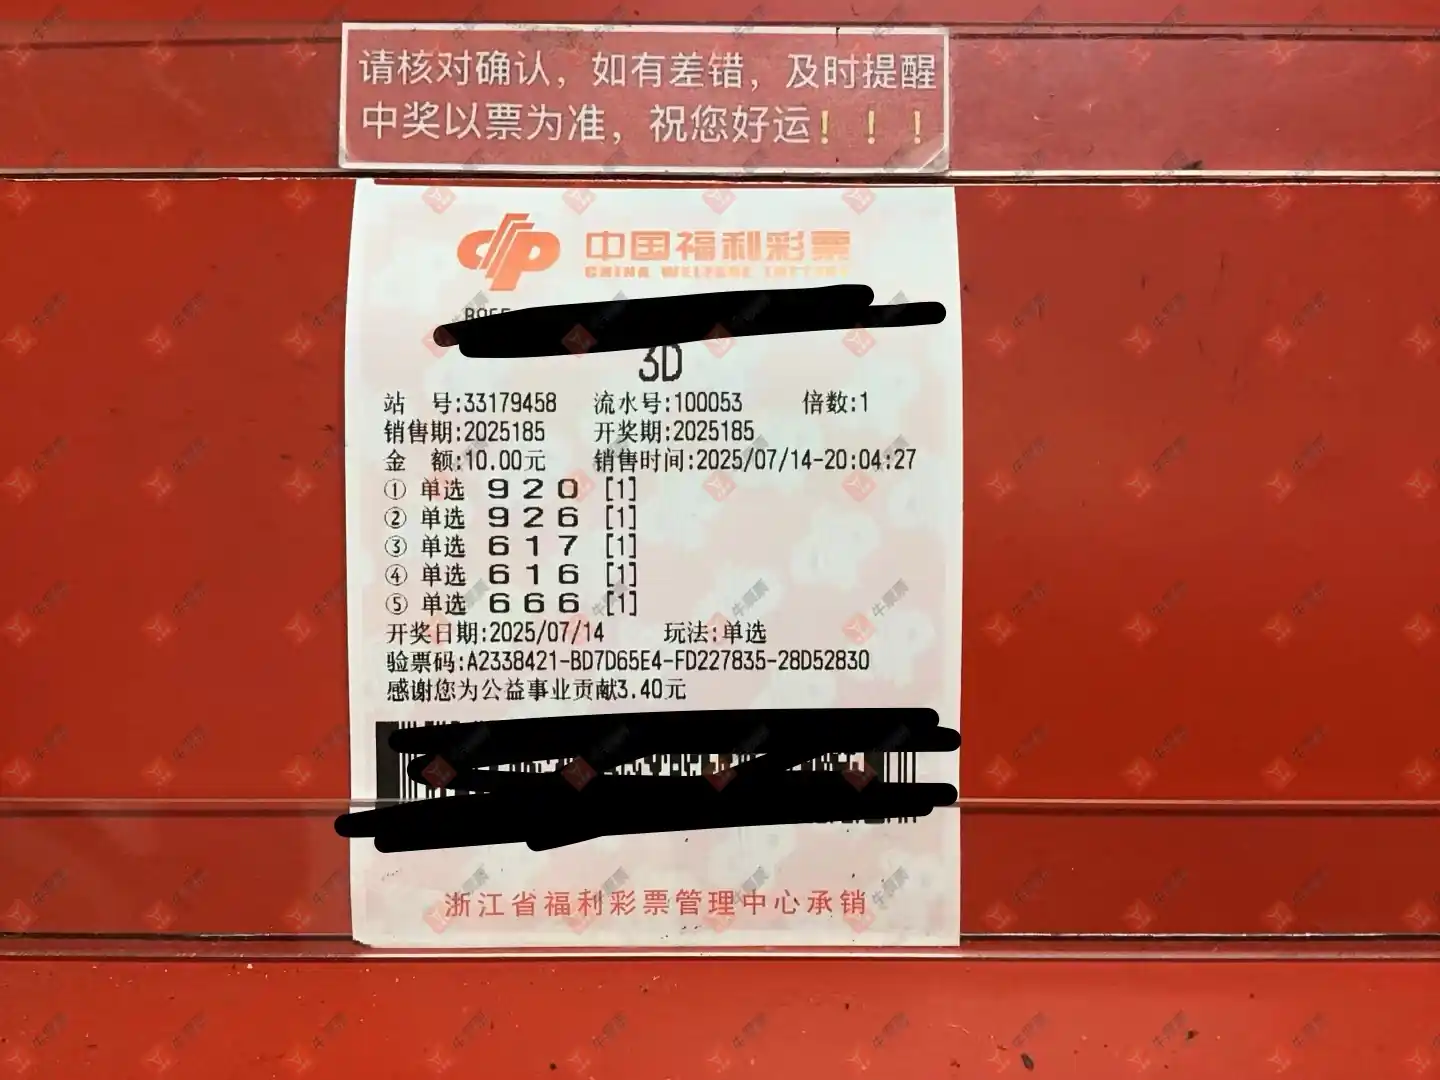 请核对确认，如有差错，及时提醒
中奖以票为准，祝您好运！！！
中国福利彩票
CHINA WELFARE LOTTERY
3D
站 号:33179458 流水号:100053 倍数:1
销售期:2025185 开奖期:2025185
金 额:10.00元 销售时间:2025/07/14-20:04:27
① 单选 9 2 0 [1]
② 单选 9 2 6 [1]
③ 单选 6 1 7 [1]
④ 单选 6 1 6 [1]
⑤ 单选 6 6 6 [1]
开奖日期:2025/07/14 玩法:单选
验票码:A2338421-BD7D65E4-FD227835-28D52830
感谢您为公益事业贡献3.40元
浙江省福利彩票管理中心承销